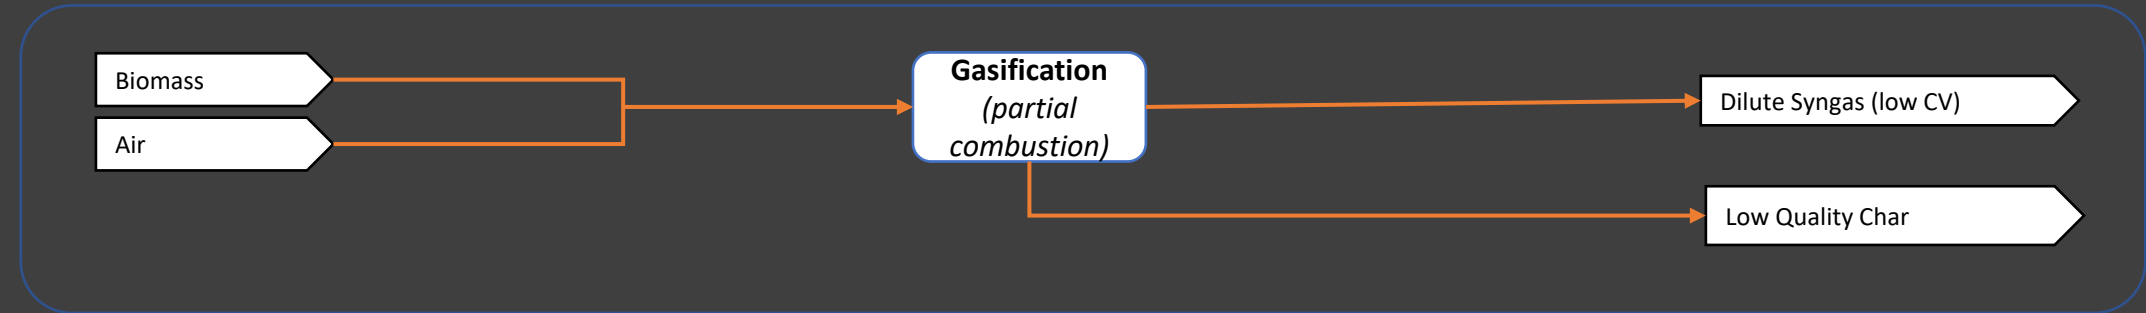 Biomass
Air
Gasification
(partial
combustion)
Dilute Syngas (low CV)
Low Quality Char